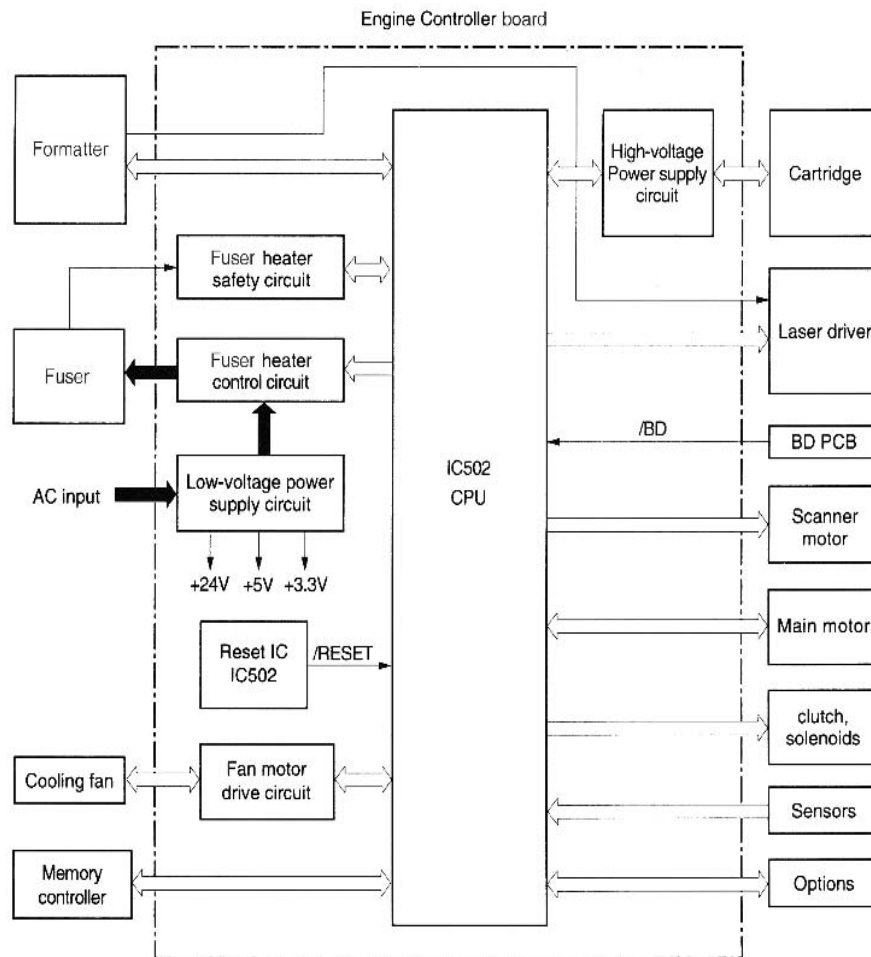 Engine Controller board
Formatter
High-voltage
Power supply
circuit
Cartridge
Fuser heater
safety circuit
Laser driver
Fuser
Fuser heater
control circuit
/BD
BD PCB
AC input
Low-voltage power
supply circuit
IC502
CPU
Scanner
motor
+24V +5V +3.3V
Main motor
Reset IC
IC502
/RESET
clutch,
solenoids
Cooling fan
Fan motor
drive circuit
Sensors
Memory
controller
Options